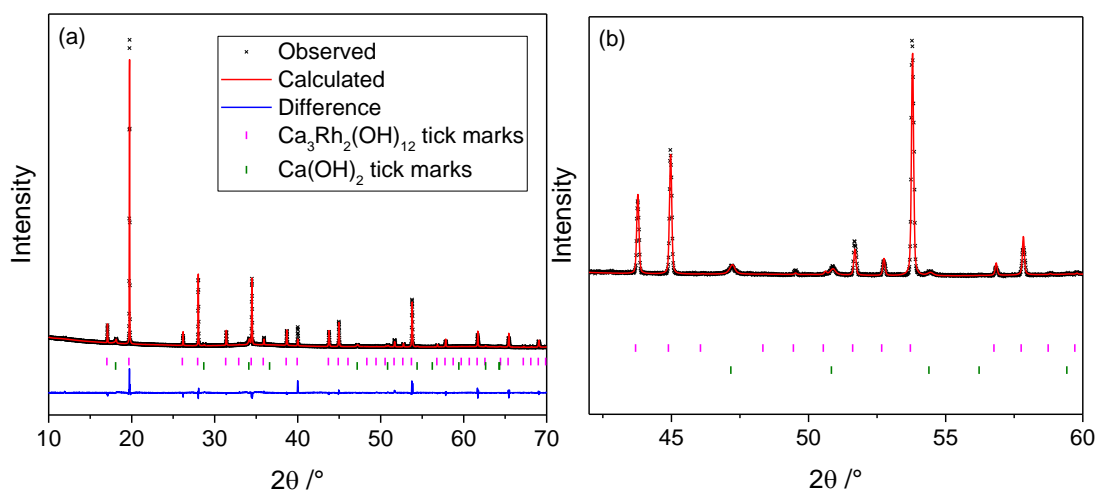 (a)
Observed
Calculated
Difference
Ca₃Rh₂(OH)₁₂ tick marks
Ca(OH)₂ tick marks
Intensity
10 20 30 40 50 60 70
2θ /°
(b)
Intensity
45 50 55 60
2θ /°